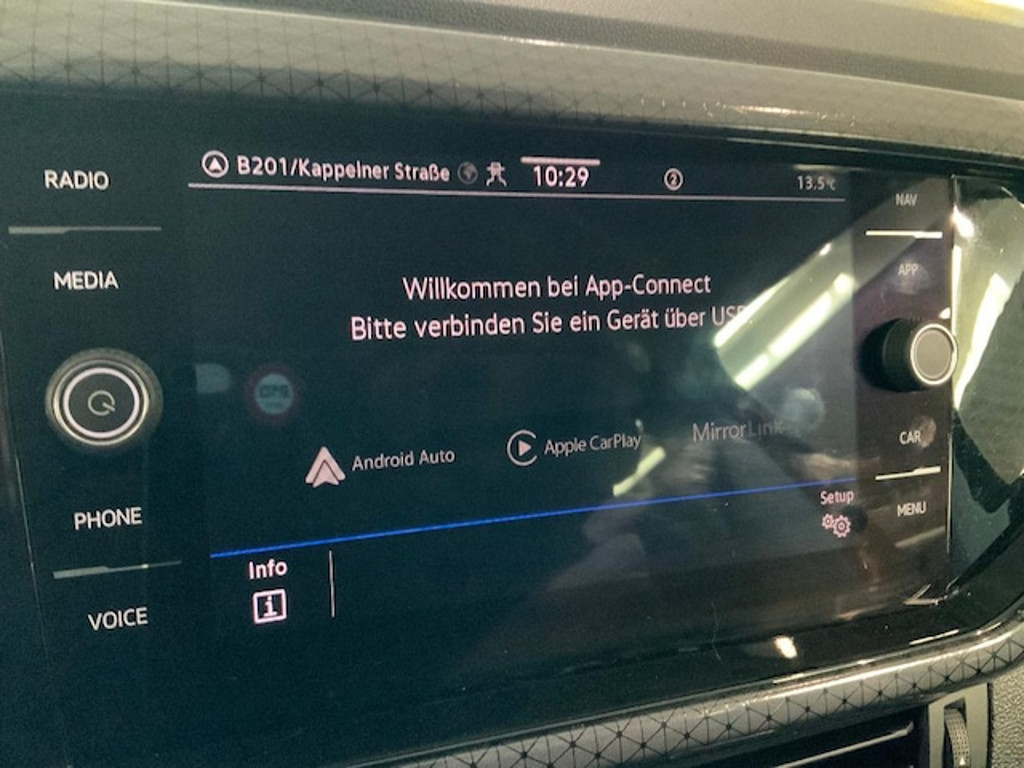 RADIO
MEDIA
PHONE
VOICE
B201/Kappelner Straße
10:29
2
13.5°C
Willkommen bei App-Connect
Bitte verbinden Sie ein Gerät über USB
Android Auto
Apple CarPlay
MirrorLink
Setup
Info
i
NAV
APP
CAR
MENU